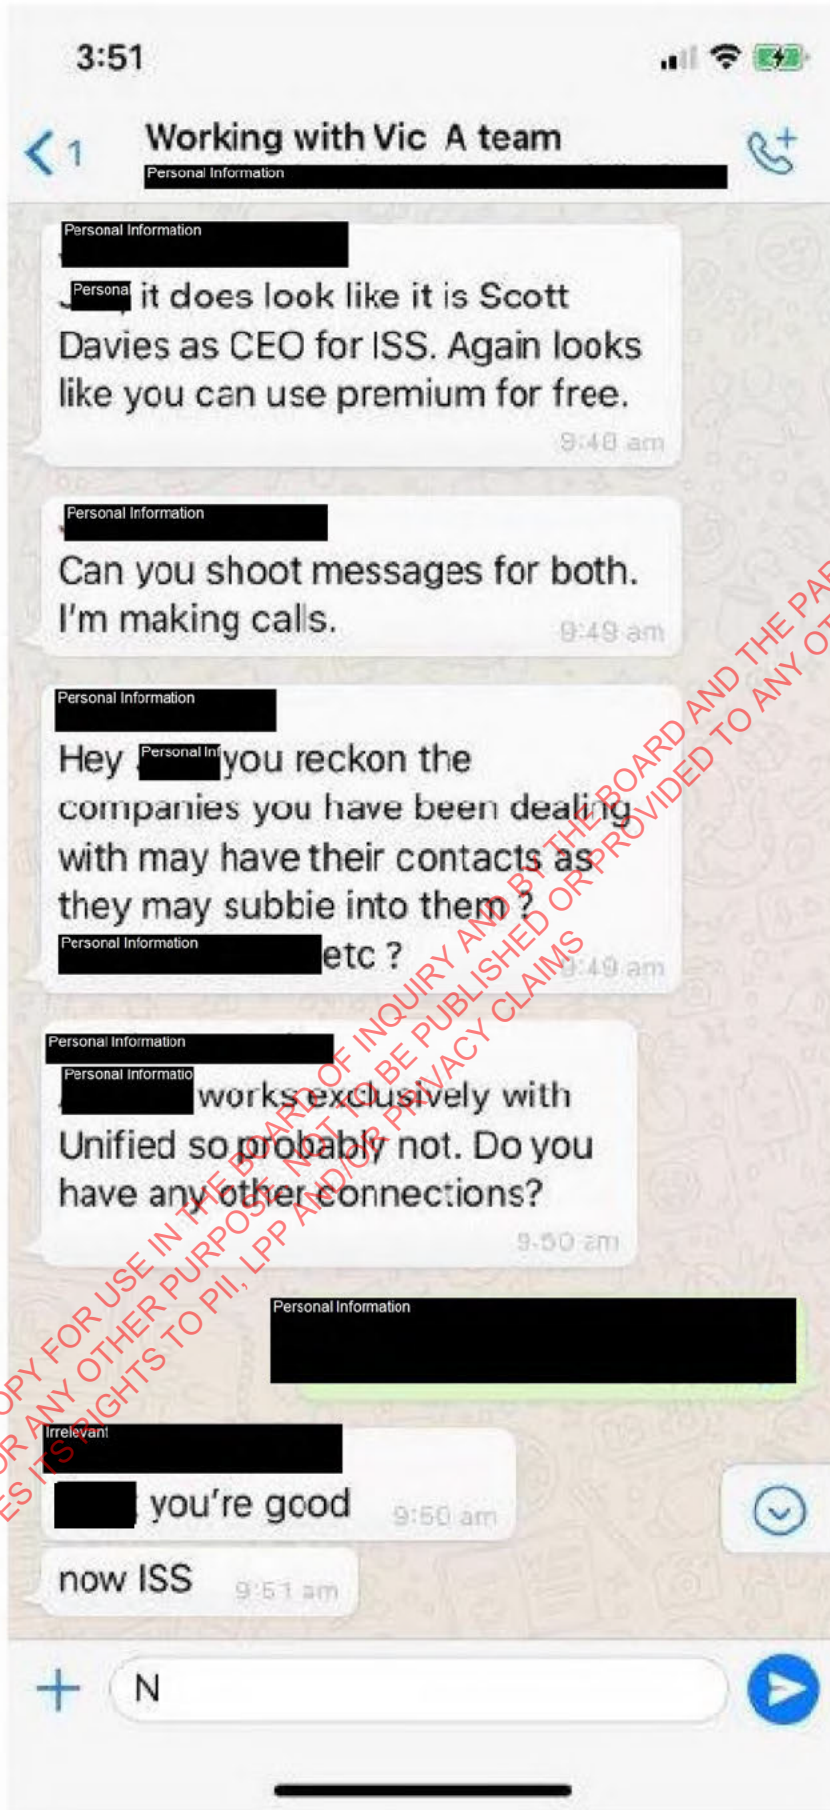 3:51
1
Working with Vic A team
Personal Information
Personal Information
Persona it does look like it is Scott
Davies as CEO for ISS. Again looks
like you can use premium for free.
9:48 am
Personal Information
Can you shoot messages for both.
I'm making calls.
9:49 am
Personal Information
Hey Personal Inf you reckon the
companies you have been dealing
with may have their contacts as
they may subbie into them ?
Personal Information etc ?
9:49 am
Personal Information
Personal Informatio works exclusively with
Unified so probably not. Do you
have any other connections?
9:50 am
Personal Information
Irrelevant
you're good
9:50 am
now ISS
9:51 am
N
OPY FOR USE IN THE BOARD OF INQUIRY AND BY THE BOARD AND THE PAR
OR ANY OTHER PURPOSE, NOT TO BE PUBLISHED OR PROVIDED TO ANY OT
ES ITS RIGHTS TO PII, LPP AND/OR PRIVACY CLAIMS